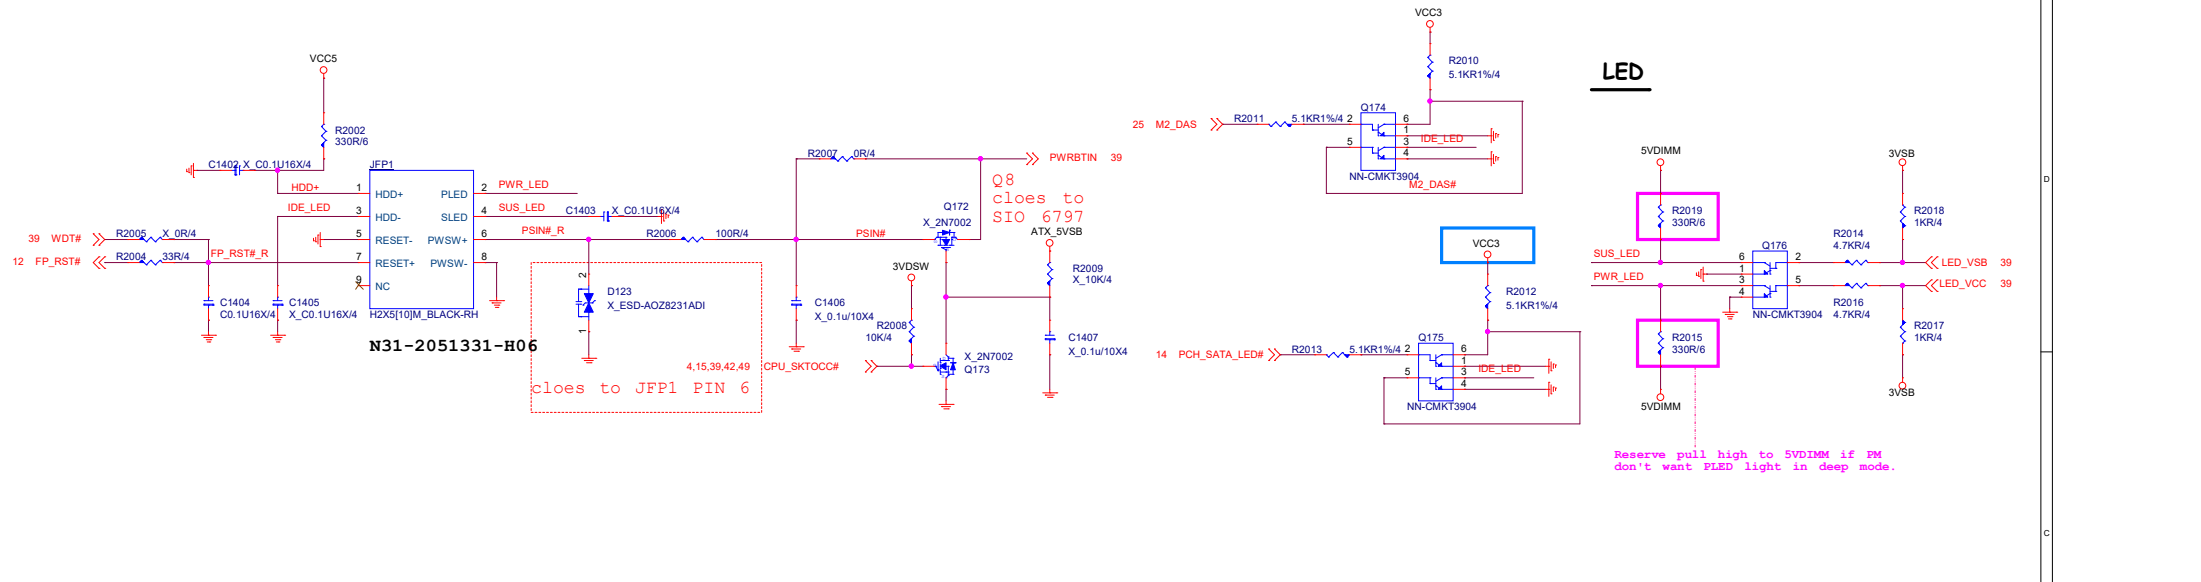 VCC5
R2002
330R/6
C1402 X_C0.1U16X/4
JFP1
HDD+
1
HDD+
PLED
2
PWR_LED
IDE_LED
3
HDD-
SLED
4
SUS_LED
C1403
X_C0.1U16X/4
39 WDT#
R2005
X_0R/4
5
RESET-
PWSW+
6
PSIN#_R
R2006
100R/4
PSIN#
12 FP_RST#
R2004
33R/4
FP_RST#_R
7
RESET+
PWSW-
8
9
NC
H2X5[10]M_BLACK-RH
N31-2051331-H06
C1404
C0.1U16X/4
C1405
X_C0.1U16X/4
2
D123
X_ESD-AOZ8231ADI
1
cloes to JFP1 PIN 6
R2007
0R/4
PWRBTIN 39
Q8
cloes to
SIO 6797
Q172
X_2N7002
ATX_5VSB
R2009
X_10K/4
3VDSW
R2008
10K/4
C1406
X_0.1u/10X4
C1407
X_0.1u/10X4
X_2N7002
Q173
4,15,39,42,49 CPU_SKTOCC#
VCC3
R2010
5.1KR1%/4
25 M2_DAS
R2011
5.1KR1%/4
Q174
2
6
1
IDE_LED
5
3
4
NN-CMKT3904
M2_DAS#
VCC3
R2012
5.1KR1%/4
14 PCH_SATA_LED#
R2013
5.1KR1%/4
Q175
2
6
1
IDE_LED
5
3
4
NN-CMKT3904
LED
5VDIMM
R2019
330R/6
3VSB
R2018
1KR/4
SUS_LED
PWR_LED
Q176
6
1
3
4
2
5
NN-CMKT3904
R2014
4.7KR/4
R2016
4.7KR/4
LED_VSB 39
LED_VCC 39
R2015
330R/6
5VDIMM
R2017
1KR/4
3VSB
Reserve pull high to 5VDIMM if PM
don't want PLED light in deep mode.
D
C